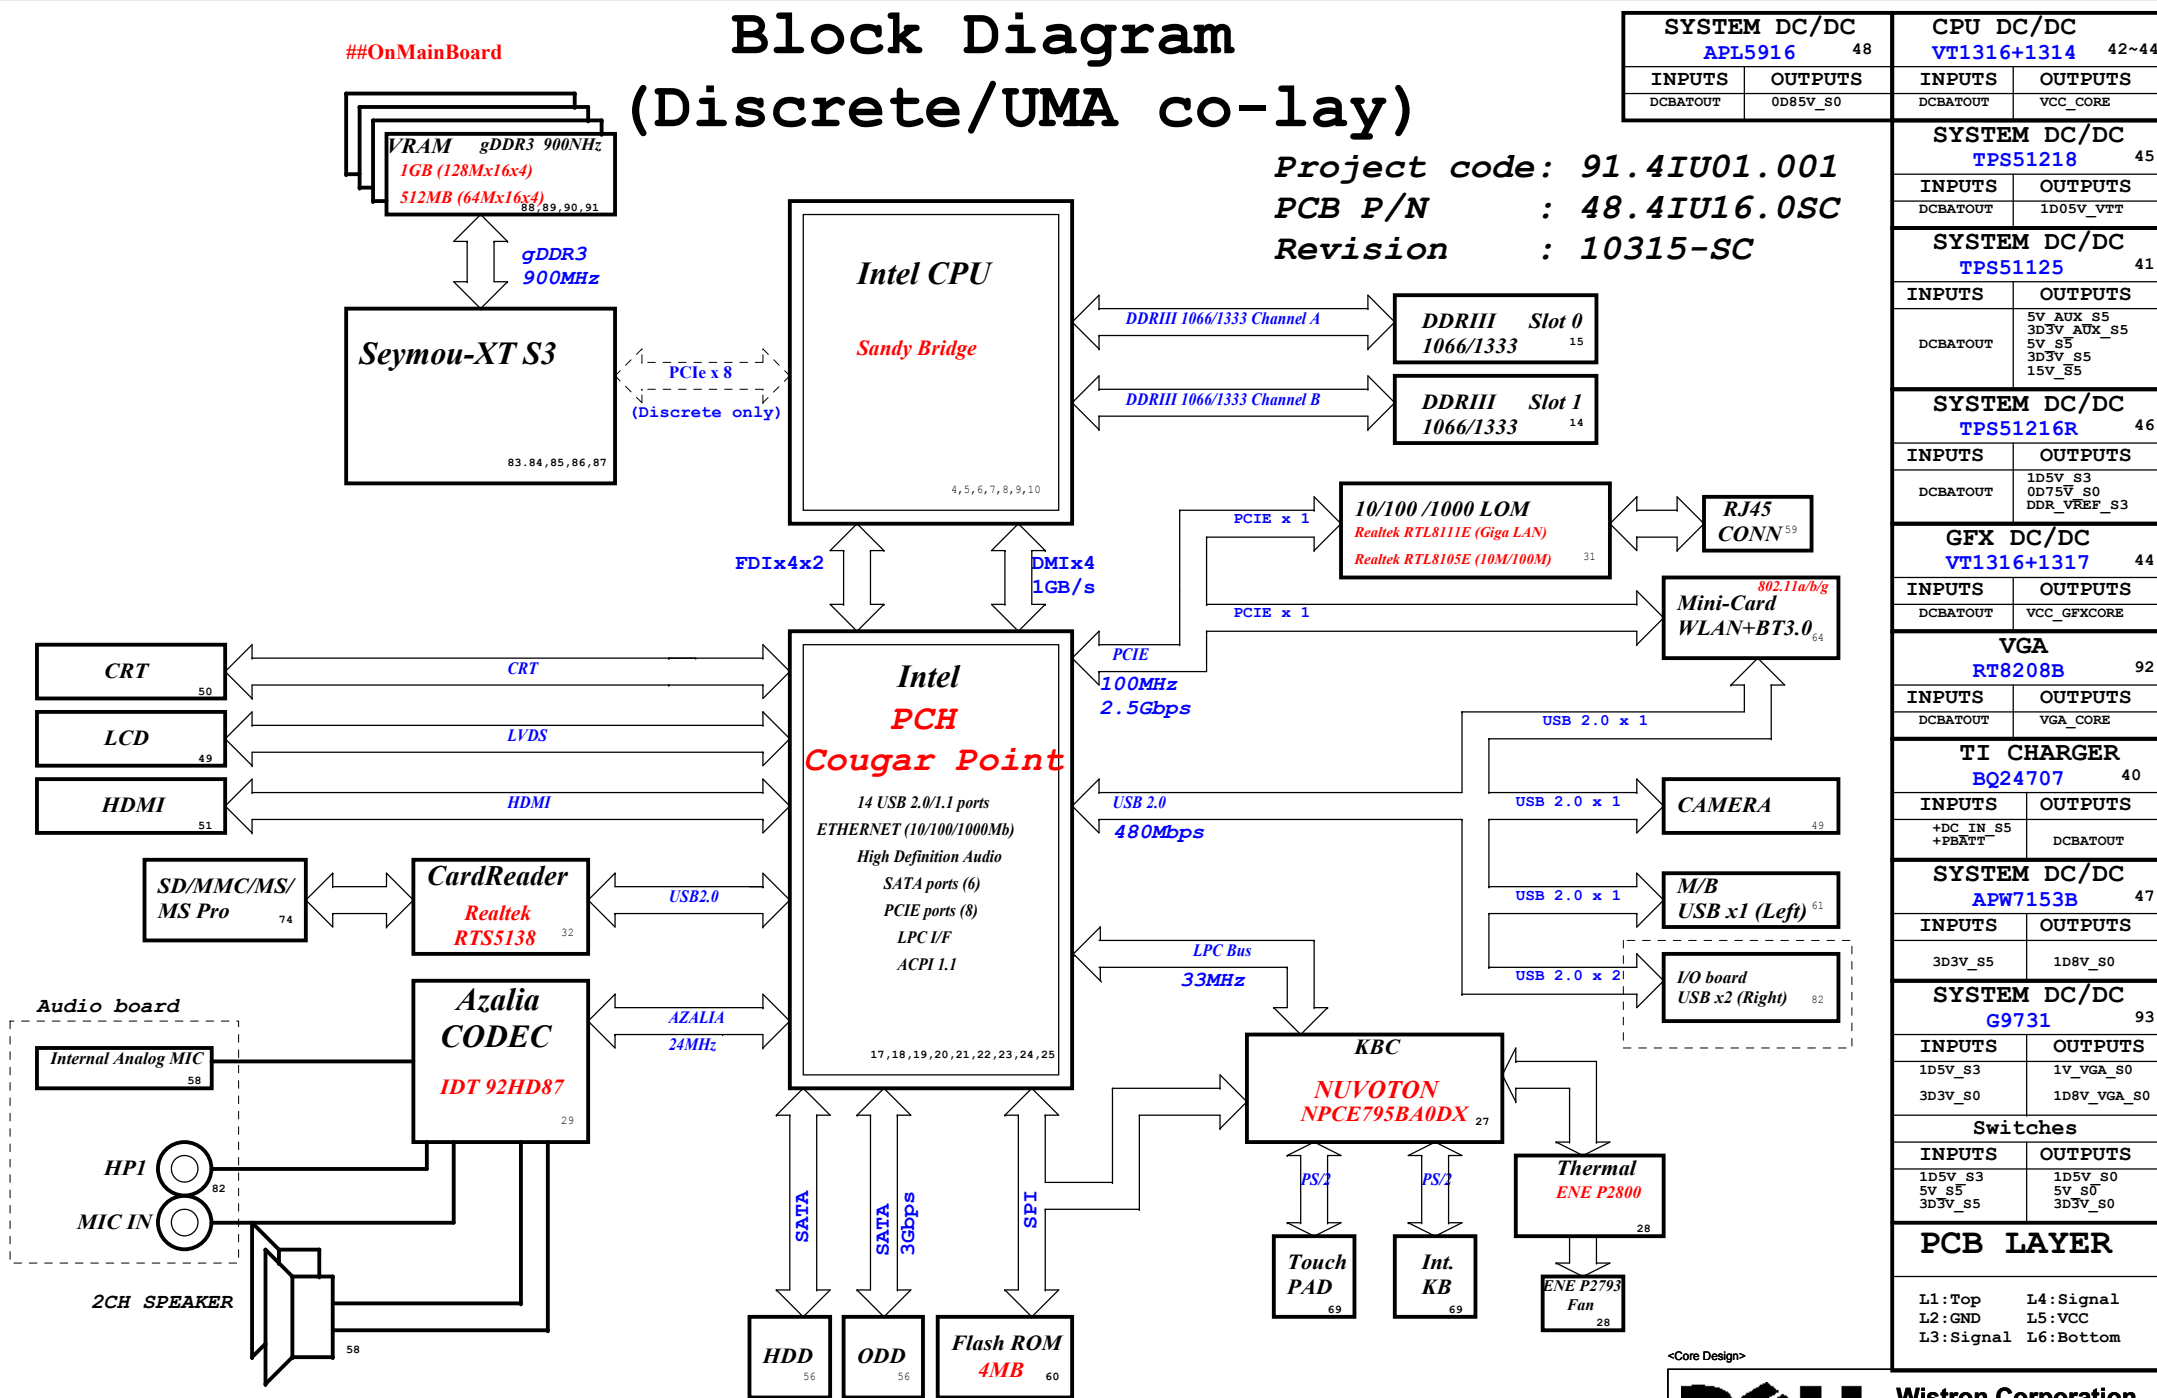 Block Diagram
(Discrete/UMA co-lay)
##OnMainBoard
Project code: 91.4IU01.001
PCB P/N : 48.4IU16.0SC
Revision : 10315-SC
VRAM gDDR3 900NHz
1GB (128Mx16x4)
512MB (64Mx16x4)
88,89,90,91
gDDR3
900MHz
Seymou-XT S3
83.84,85,86,87
PCIe x 8
(Discrete only)
Intel CPU
Sandy Bridge
4,5,6,7,8,9,10
DDRIII 1066/1333 Channel A
DDRIII Slot 0
1066/1333 15
DDRIII 1066/1333 Channel B
DDRIII Slot 1
1066/1333 14
FDIx4x2
DMIx4
1GB/s
PCIE x 1
10/100 /1000 LOM
Realtek RTL8111E (Giga LAN)
Realtek RTL8105E (10M/100M) 31
RJ45
CONN 59
PCIE x 1
802.11a/b/g
Mini-Card
WLAN+BT3.0 64
PCIE
100MHz
2.5Gbps
CRT
50
CRT
LCD
49
LVDS
HDMI
51
HDMI
Intel
PCH
Cougar Point
14 USB 2.0/1.1 ports
ETHERNET (10/100/1000Mb)
High Definition Audio
SATA ports (6)
PCIE ports (8)
LPC I/F
ACPI 1.1
17,18,19,20,21,22,23,24,25
USB 2.0
480Mbps
USB 2.0 x 1
USB 2.0 x 1
CAMERA
49
USB 2.0 x 1
M/B
USB x1 (Left) 61
USB 2.0 x 2
I/O board
USB x2 (Right) 82
SD/MMC/MS/
MS Pro 74
CardReader
Realtek
RTS5138 32
USB2.0
LPC Bus
33MHz
Audio board
Internal Analog MIC
58
Azalia
CODEC
IDT 92HD87
29
AZALIA
24MHz
HP1
82
MIC IN
2CH SPEAKER
58
KBC
NUVOTON
NPCE795BA0DX 27
SATA
SATA
3Gbps
SPI
PS/2
PS/2
Thermal
ENE P2800
28
Touch
PAD
69
Int.
KB
69
ENE P2793
Fan
28
HDD
56
ODD
56
Flash ROM
4MB 60
SYSTEM DC/DC
APL5916 48
INPUTS OUTPUTS
DCBATOUT 0D85V_S0
CPU DC/DC
VT1316+1314 42~44
INPUTS OUTPUTS
DCBATOUT VCC_CORE
SYSTEM DC/DC
TPS51218 45
INPUTS OUTPUTS
DCBATOUT 1D05V_VTT
SYSTEM DC/DC
TPS51125 41
INPUTS OUTPUTS
DCBATOUT
5V_AUX_S5
3D3V_AUX_S5
5V_S5
3D3V_S5
15V_S5
SYSTEM DC/DC
TPS51216R 46
INPUTS OUTPUTS
DCBATOUT
1D5V_S3
0D75V_S0
DDR_VREF_S3
GFX DC/DC
VT1316+1317 44
INPUTS OUTPUTS
DCBATOUT VCC_GFXCORE
VGA
RT8208B 92
INPUTS OUTPUTS
DCBATOUT VGA_CORE
TI CHARGER
BQ24707 40
INPUTS OUTPUTS
+DC_IN_S5
+PBATT DCBATOUT
SYSTEM DC/DC
APW7153B 47
INPUTS OUTPUTS
3D3V_S5 1D8V_S0
SYSTEM DC/DC
G9731 93
INPUTS OUTPUTS
1D5V_S3 1V_VGA_S0
3D3V_S0 1D8V_VGA_S0
Switches
INPUTS OUTPUTS
1D5V_S3 1D5V_S0
5V_S5 5V_S0
3D3V_S5 3D3V_S0
PCB LAYER
L1:Top L4:Signal
L2:GND L5:VCC
L3:Signal L6:Bottom
<Core Design>
Wistron Corporation